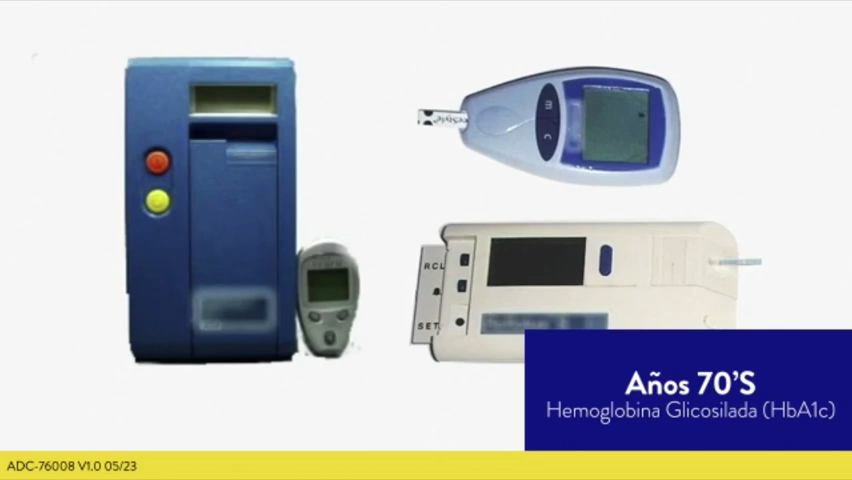 m
c
RCL
SET
Años 70'S
Hemoglobina Glicosilada (HbA1c)
ADC-76008 V1.0 05/23